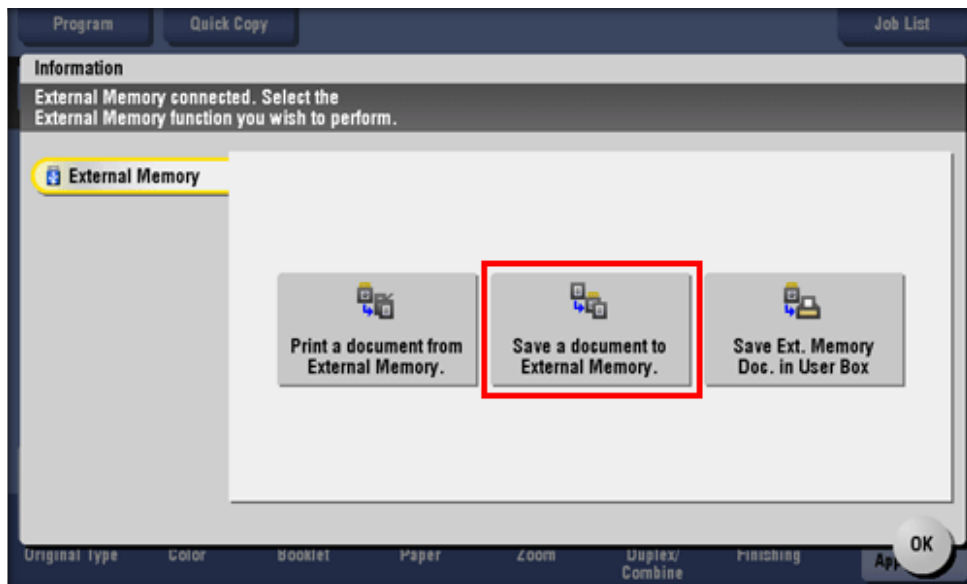 Program Quick Copy Job List
Information
External Memory connected. Select the
External Memory function you wish to perform.
External Memory
Print a document from
External Memory.
Save a document to
External Memory.
Save Ext. Memory
Doc. in User Box
OK
Original Type Color Booklet Paper Zoom Duplex/
Combine
Finishing